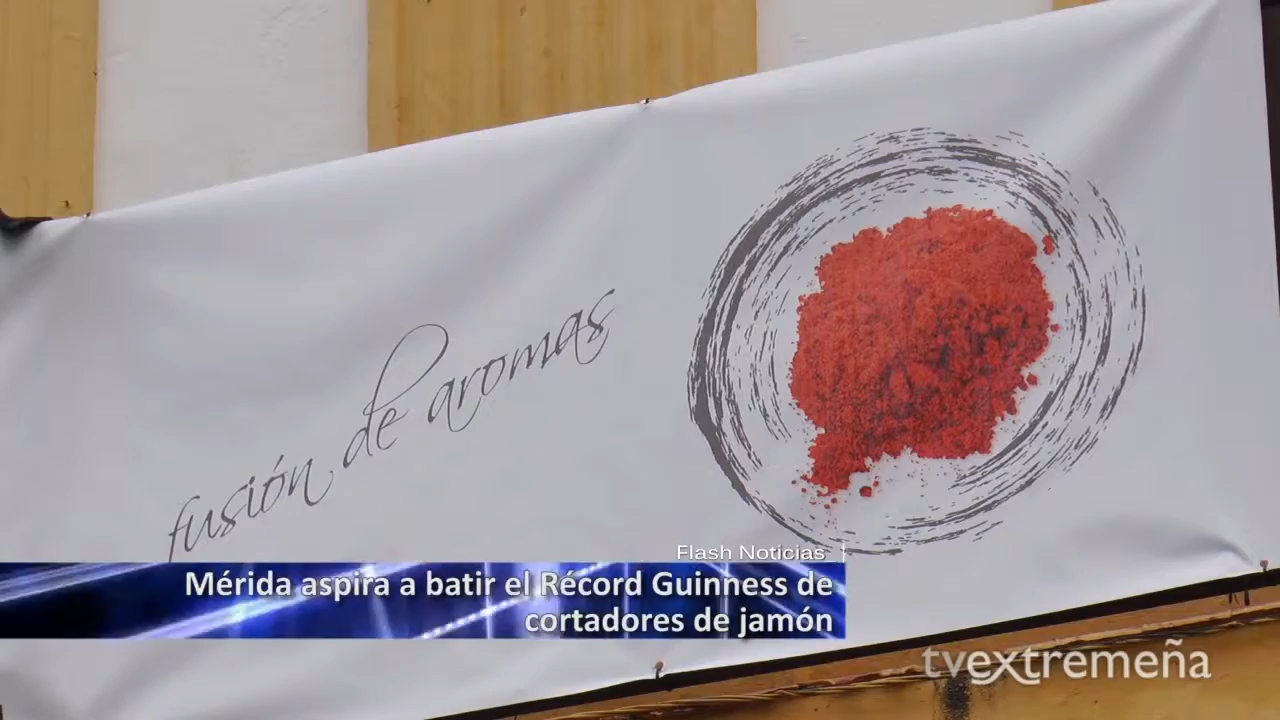 fusión de aromas
Flash Noticias
Mérida aspira a batir el Récord Guinness de
cortadores de jamón
tvextremeña